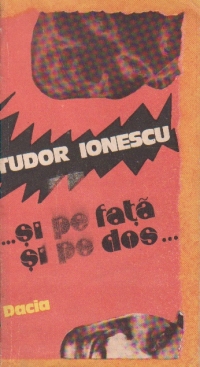 TUDOR IONESCU
...și pe față
și pe dos...
Dacia